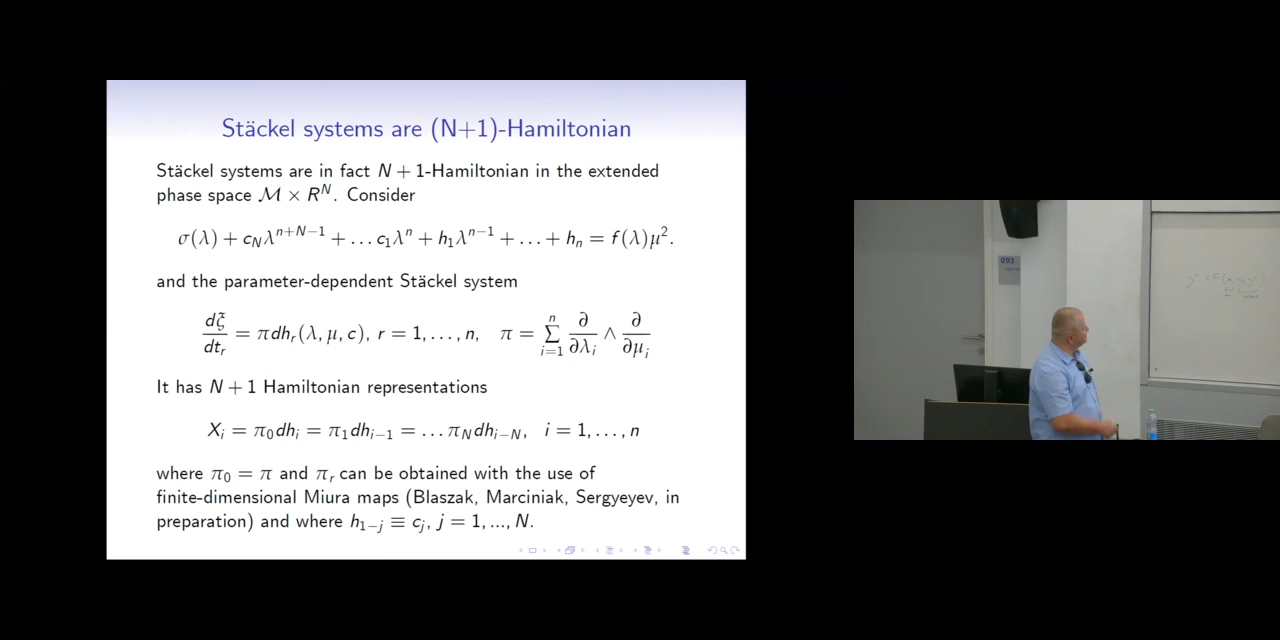 Stäckel systems are (N+1)-Hamiltonian
Stäckel systems are in fact N + 1-Hamiltonian in the extended
phase space ℳ × R^N. Consider
σ(λ) + c_N λ^{n+N−1} + … c_1 λ^n + h_1 λ^{n−1} + … + h_n = f(λ)μ^2.
and the parameter-dependent Stäckel system
dξ/dt_r = πdh_r(λ, μ, c), r = 1, …, n, π = ∑_{i=1}^{n} ∂/∂λ_i ∧ ∂/∂μ_i
It has N + 1 Hamiltonian representations
X_i = π_0 dh_i = π_1 dh_{i−1} = … π_N dh_{i−N}, i = 1, …, n
where π_0 = π and π_r can be obtained with the use of
finite-dimensional Miura maps (Blaszak, Marciniak, Sergyeyev, in
preparation) and where h_{1−j} ≡ c_j, j = 1, ..., N.
093